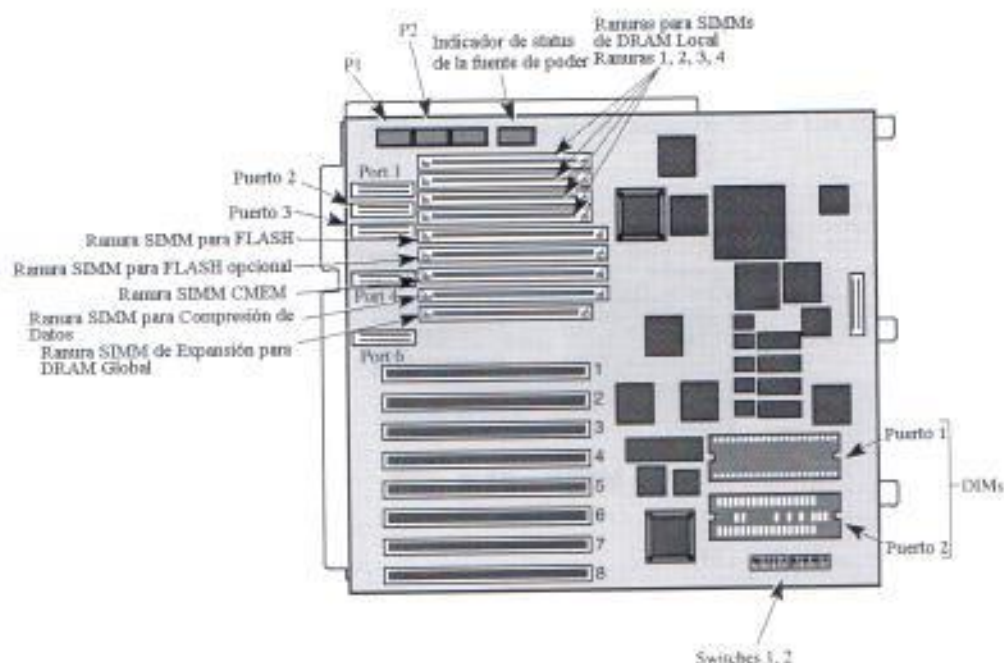 P1
P2
Indicador de status
de la fuente de poder
Ranuras para SIMMs
de DRAM Local
Ranuras 1, 2, 3, 4
Port 1
Puerto 2
Puerto 3
Ranura SIMM para FLASH
Ranura SIMM para FLASH opcional
Ranura SIMM CMEM
Port 4
Ranura SIMM para Compresión de
Datos
Ranura SIMM de Expansión para
DRAM Global
Port 6
1
2
3
4
5
6
7
8
Puerto 1
DIMs
Puerto 2
Switches 1, 2